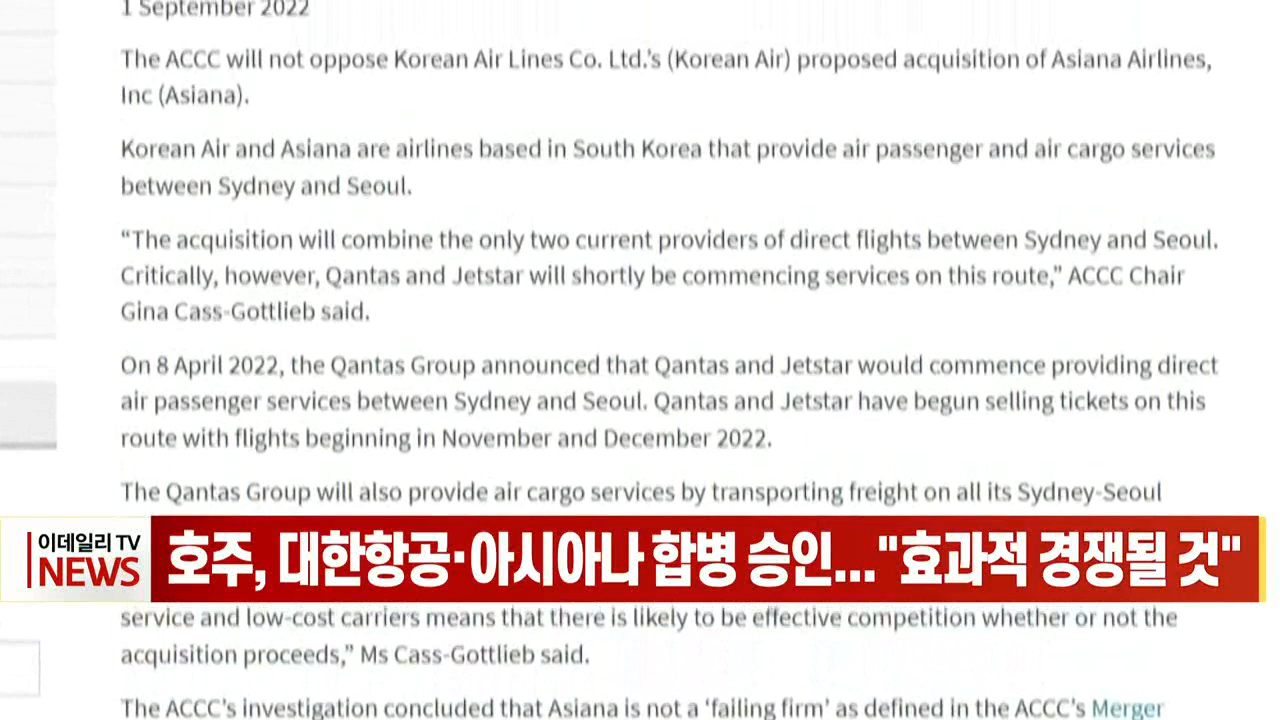 1 September 2022
The ACCC will not oppose Korean Air Lines Co. Ltd.’s (Korean Air) proposed acquisition of Asiana Airlines,
Inc (Asiana).
Korean Air and Asiana are airlines based in South Korea that provide air passenger and air cargo services
between Sydney and Seoul.
“The acquisition will combine the only two current providers of direct flights between Sydney and Seoul.
Critically, however, Qantas and Jetstar will shortly be commencing services on this route,” ACCC Chair
Gina Cass-Gottlieb said.
On 8 April 2022, the Qantas Group announced that Qantas and Jetstar would commence providing direct
air passenger services between Sydney and Seoul. Qantas and Jetstar have begun selling tickets on this
route with flights beginning in November and December 2022.
The Qantas Group will also provide air cargo services by transporting freight on all its Sydney-Seoul
이데일리 TV
NEWS
호주, 대한항공·아시아나 합병 승인..."효과적 경쟁될 것"
service and low-cost carriers means that there is likely to be effective competition whether or not the
acquisition proceeds,” Ms Cass-Gottlieb said.
The ACCC’s investigation concluded that Asiana is not a ‘failing firm’ as defined in the ACCC’s Merger